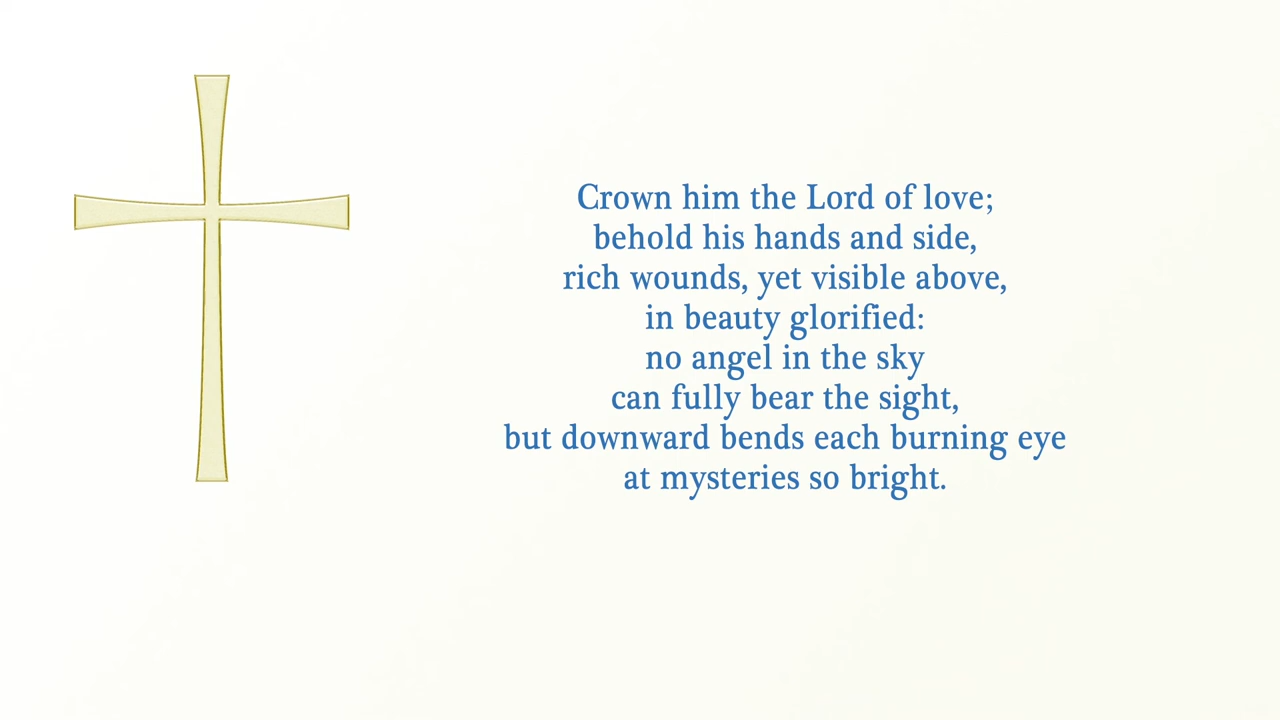 Crown him the Lord of love;
behold his hands and side,
rich wounds, yet visible above,
in beauty glorified:
no angel in the sky
can fully bear the sight,
but downward bends each burning eye
at mysteries so bright.